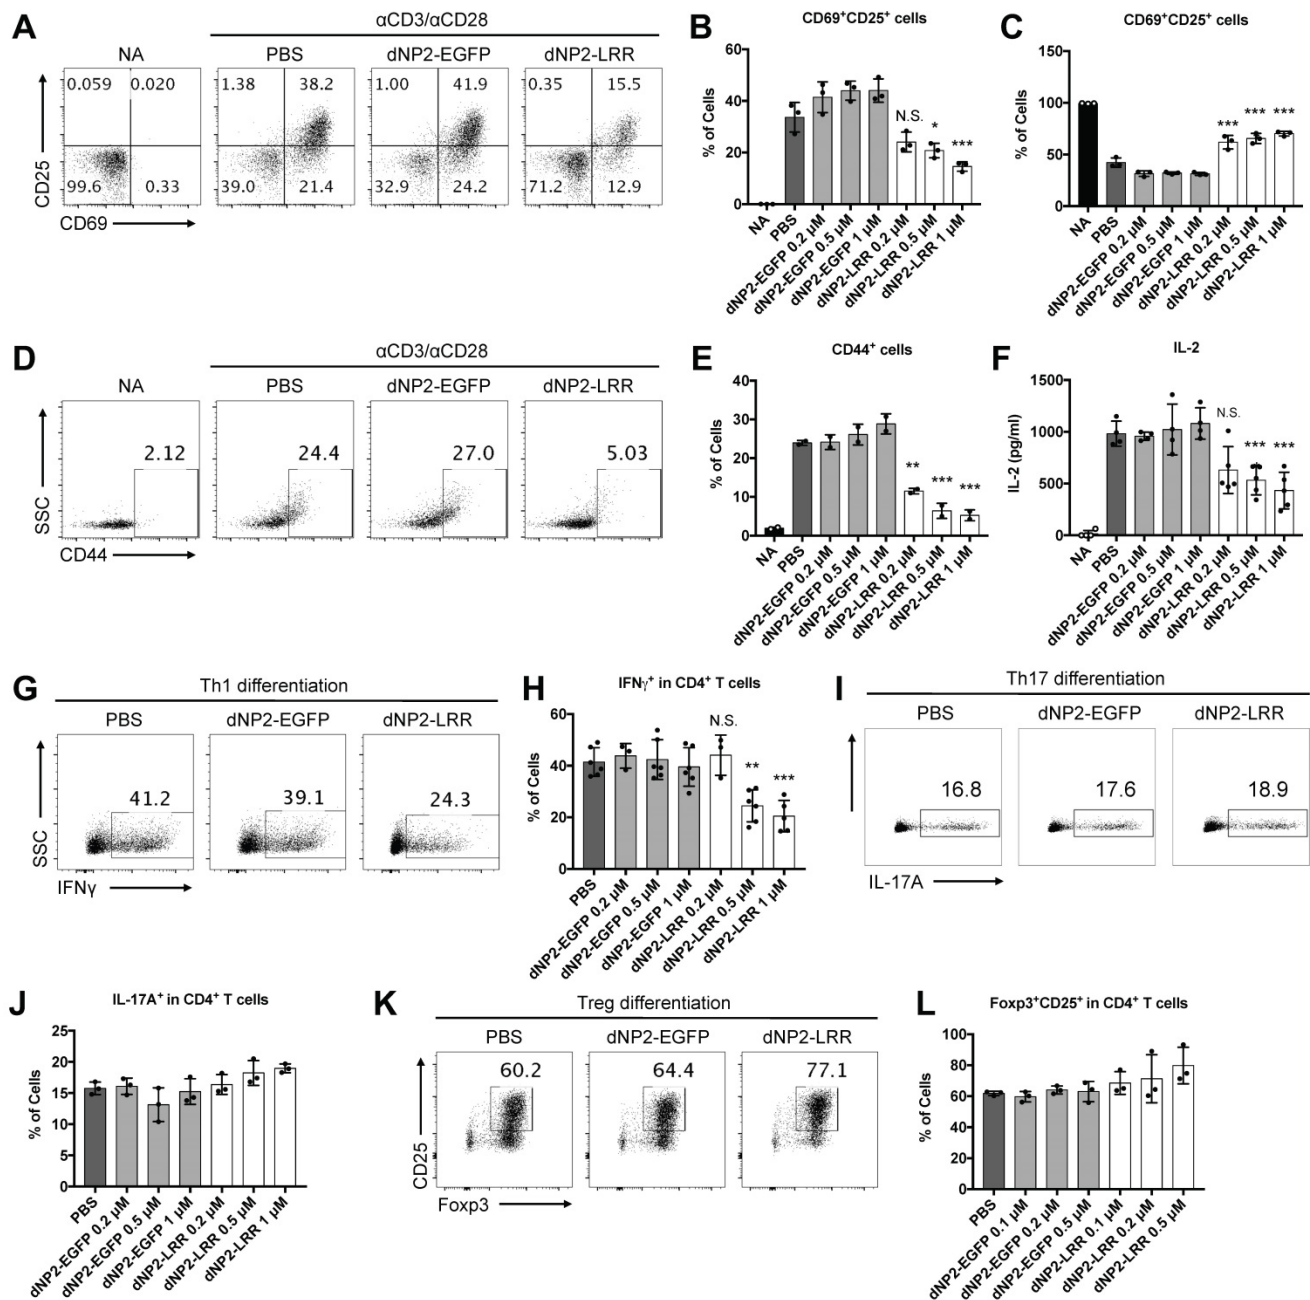 A
αCD3/αCD28
NA
PBS
dNP2-EGFP
dNP2-LRR
0.059
0.020
1.38
38.2
1.00
41.9
0.35
15.5
99.6
0.33
39.0
21.4
32.9
24.2
71.2
12.9
CD25
CD69
B
CD69⁺CD25⁺ cells
% of Cells
60
40
20
0
N.S.
*
***
NA
PBS
dNP2-EGFP 0.2 μM
dNP2-EGFP 0.5 μM
dNP2-EGFP 1 μM
dNP2-LRR 0.2 μM
dNP2-LRR 0.5 μM
dNP2-LRR 1 μM
C
CD69⁺CD25⁺ cells
% of Cells
150
100
50
0
***
***
***
NA
PBS
dNP2-EGFP 0.2 μM
dNP2-EGFP 0.5 μM
dNP2-EGFP 1 μM
dNP2-LRR 0.2 μM
dNP2-LRR 0.5 μM
dNP2-LRR 1 μM
D
αCD3/αCD28
NA
PBS
dNP2-EGFP
dNP2-LRR
2.12
24.4
27.0
5.03
SSC
CD44
E
CD44⁺ cells
% of Cells
40
30
20
10
0
**
***
***
NA
PBS
dNP2-EGFP 0.2 μM
dNP2-EGFP 0.5 μM
dNP2-EGFP 1 μM
dNP2-LRR 0.2 μM
dNP2-LRR 0.5 μM
dNP2-LRR 1 μM
F
IL-2
IL-2 (pg/ml)
1500
1000
500
0
N.S.
***
***
NA
PBS
dNP2-EGFP 0.2 μM
dNP2-EGFP 0.5 μM
dNP2-EGFP 1 μM
dNP2-LRR 0.2 μM
dNP2-LRR 0.5 μM
dNP2-LRR 1 μM
G
Th1 differentiation
PBS
dNP2-EGFP
dNP2-LRR
41.2
39.1
24.3
SSC
IFNγ
H
IFNγ⁺ in CD4⁺ T cells
% of Cells
60
40
20
0
N.S.
**
***
PBS
dNP2-EGFP 0.2 μM
dNP2-EGFP 0.5 μM
dNP2-EGFP 1 μM
dNP2-LRR 0.2 μM
dNP2-LRR 0.5 μM
dNP2-LRR 1 μM
I
Th17 differentiation
PBS
dNP2-EGFP
dNP2-LRR
16.8
17.6
18.9
IL-17A
J
IL-17A⁺ in CD4⁺ T cells
% of Cells
25
20
15
10
5
0
PBS
dNP2-EGFP 0.2 μM
dNP2-EGFP 0.5 μM
dNP2-EGFP 1 μM
dNP2-LRR 0.2 μM
dNP2-LRR 0.5 μM
dNP2-LRR 1 μM
K
Treg differentiation
PBS
dNP2-EGFP
dNP2-LRR
60.2
64.4
77.1
CD25
Foxp3
L
Foxp3⁺CD25⁺ in CD4⁺ T cells
% of Cells
100
80
60
40
20
0
PBS
dNP2-EGFP 0.1 μM
dNP2-EGFP 0.2 μM
dNP2-EGFP 0.5 μM
dNP2-LRR 0.1 μM
dNP2-LRR 0.2 μM
dNP2-LRR 0.5 μM